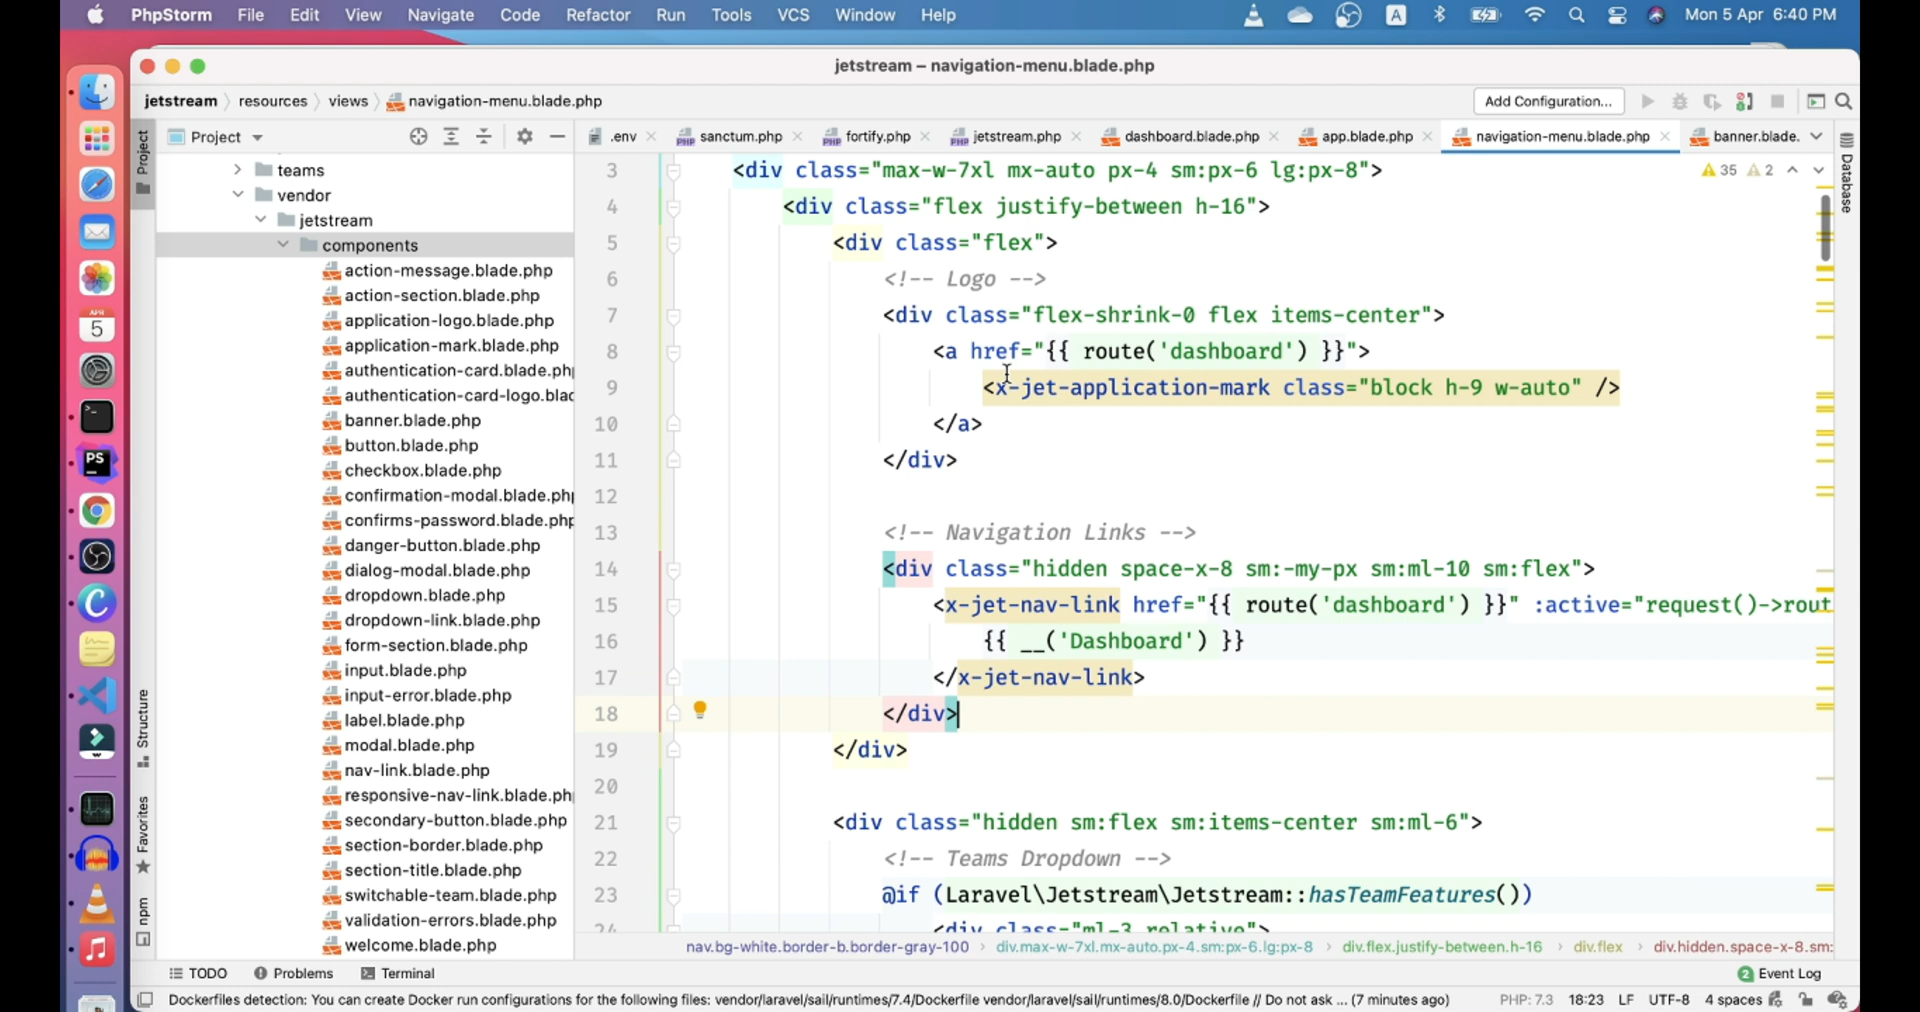 PhpStorm File Edit View Navigate Code Refactor Run Tools VCS Window Help A Mon 5 Apr 6:40 PM
jetstream – navigation-menu.blade.php
jetstream resources views navigation-menu.blade.php Add Configuration...
Project .env sanctum.php fortify.php jetstream.php dashboard.blade.php app.blade.php navigation-menu.blade.php banner.blade.
Project
Structure
Favorites
npm
Database
35 2
APR
5
PS
teams
vendor
jetstream
components
action-message.blade.php
action-section.blade.php
application-logo.blade.php
application-mark.blade.php
authentication-card.blade.php
authentication-card-logo.blad
banner.blade.php
button.blade.php
checkbox.blade.php
confirmation-modal.blade.php
confirms-password.blade.php
danger-button.blade.php
dialog-modal.blade.php
dropdown.blade.php
dropdown-link.blade.php
form-section.blade.php
input.blade.php
input-error.blade.php
label.blade.php
modal.blade.php
nav-link.blade.php
responsive-nav-link.blade.ph
secondary-button.blade.php
section-border.blade.php
section-title.blade.php
switchable-team.blade.php
validation-errors.blade.php
welcome.blade.php
3 <div class="max-w-7xl mx-auto px-4 sm:px-6 lg:px-8">
4 <div class="flex justify-between h-16">
5 <div class="flex">
6 <!-- Logo -->
7 <div class="flex-shrink-0 flex items-center">
8 <a href="{{ route('dashboard') }}">
9 <x-jet-application-mark class="block h-9 w-auto" />
10 </a>
11 </div>
12
13 <!-- Navigation Links -->
14 <div class="hidden space-x-8 sm:-my-px sm:ml-10 sm:flex">
15 <x-jet-nav-link href="{{ route('dashboard') }}" :active="request()->rout
16 {{ __('Dashboard') }}
17 </x-jet-nav-link>
18 </div>
19 </div>
20
21 <div class="hidden sm:flex sm:items-center sm:ml-6">
22 <!-- Teams Dropdown -->
23 @if (Laravel\Jetstream\Jetstream::hasTeamFeatures())
24 <div class="ml-3 relative">
nav.bg-white.border-b.border-gray-100 div.max-w-7xl.mx-auto.px-4.sm:px-6.lg:px-8 div.flex.justify-between.h-16 div.flex div.hidden.space-x-8.sm:
TODO Problems Terminal 2 Event Log
Dockerfiles detection: You can create Docker run configurations for the following files: vendor/laravel/sail/runtimes/7.4/Dockerfile vendor/laravel/sail/runtimes/8.0/Dockerfile // Do not ask ... (7 minutes ago) PHP: 7.3 18:23 LF UTF-8 4 spaces